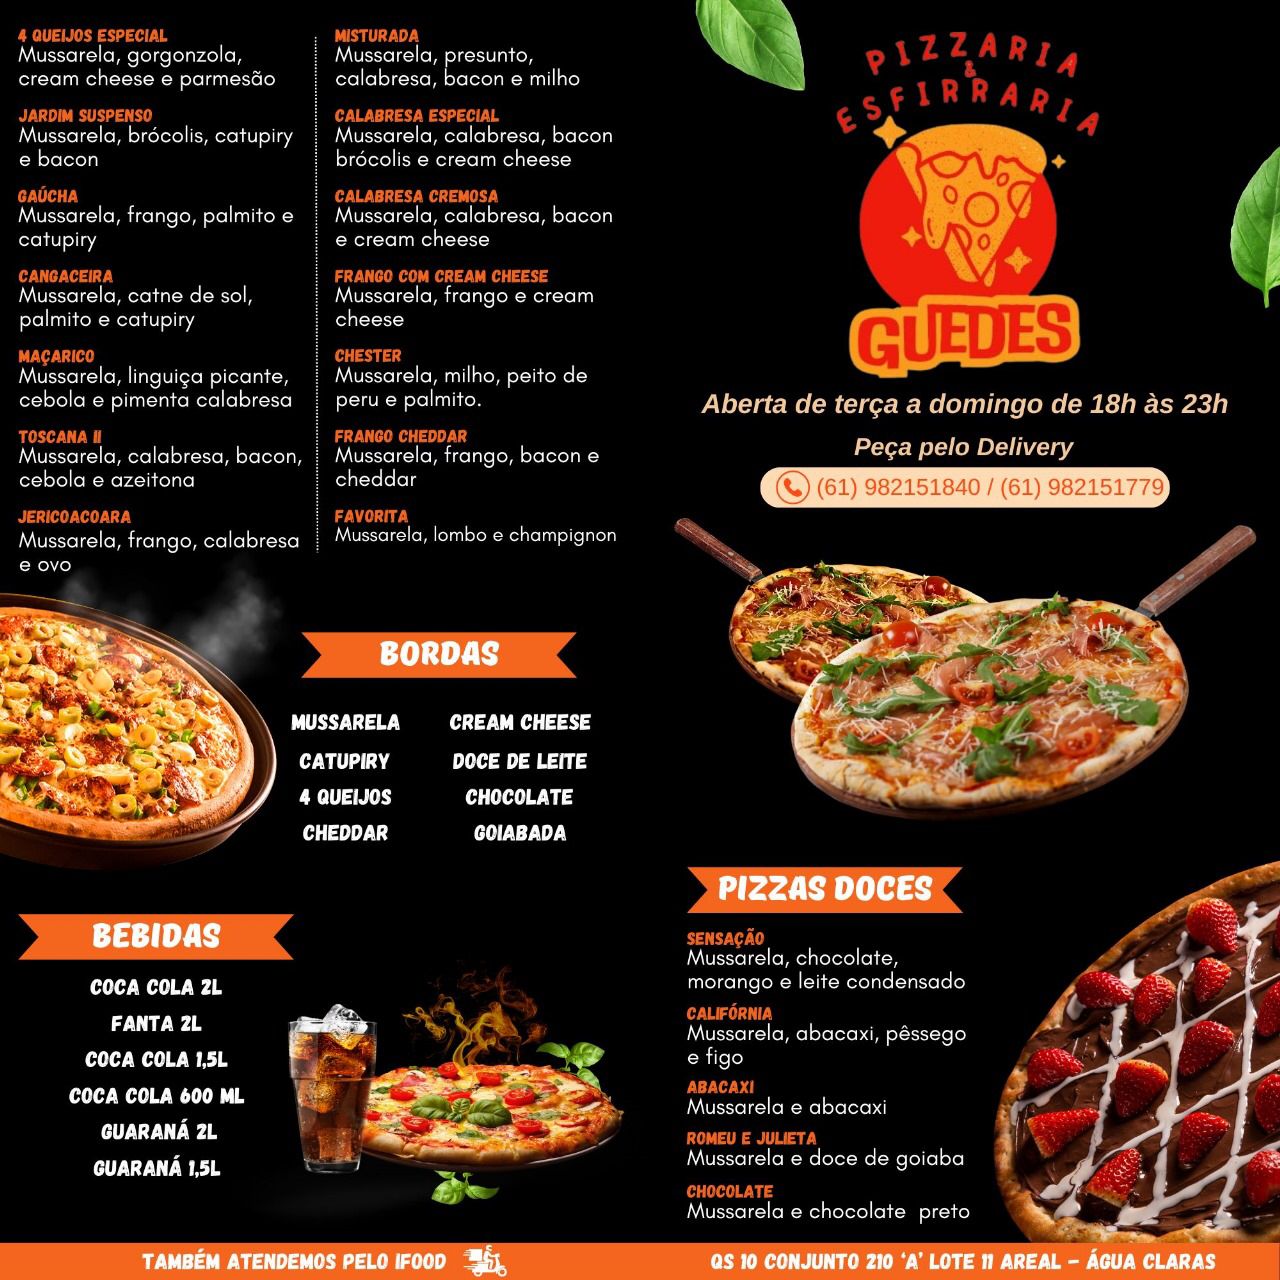 4 QUEIJOS ESPECIAL
Mussarela, gorgonzola,
cream cheese e parmesão
JARDIM SUSPENSO
Mussarela, brócolis, catupiry
e bacon
GAÚCHA
Mussarela, frango, palmito e
catupiry
CANGACEIRA
Mussarela, catne de sol,
palmito e catupiry
MAÇARICO
Mussarela, linguiça picante,
cebola e pimenta calabresa
TOSCANA II
Mussarela, calabresa, bacon,
cebola e azeitona
JERICOACOARA
Mussarela, frango, calabresa
e ovo
MISTURADA
Mussarela, presunto,
calabresa, bacon e milho
CALABRESA ESPECIAL
Mussarela, calabresa, bacon
brócolis e cream cheese
CALABRESA CREMOSA
Mussarela, calabresa, bacon
e cream cheese
FRANGO COM CREAM CHEESE
Mussarela, frango e cream
cheese
CHESTER
Mussarela, milho, peito de
peru e palmito.
FRANGO CHEDDAR
Mussarela, frango, bacon e
cheddar
FAVORITA
Mussarela, lombo e champignon
BORDAS
MUSSARELA
CATUPIRY
4 QUEIJOS
CHEDDAR
CREAM CHEESE
DOCE DE LEITE
CHOCOLATE
GOIABADA
BEBIDAS
COCA COLA 2L
FANTA 2L
COCA COLA 1,5L
COCA COLA 600 ML
GUARANÁ 2L
GUARANÁ 1,5L
TAMBÉM ATENDEMOS PELO IFOOD
PIZZARIA
&
ESFIRRARIA
GUEDES
Aberta de terça a domingo de 18h às 23h
Peça pelo Delivery
(61) 982151840 / (61) 982151779
PIZZAS DOCES
SENSAÇÃO
Mussarela, chocolate,
morango e leite condensado
CALIFÓRNIA
Mussarela, abacaxi, pêssego
e figo
ABACAXI
Mussarela e abacaxi
ROMEU E JULIETA
Mussarela e doce de goiaba
CHOCOLATE
Mussarela e chocolate preto
QS 10 CONJUNTO 210 ‘A’ LOTE 11 AREAL – ÁGUA CLARAS